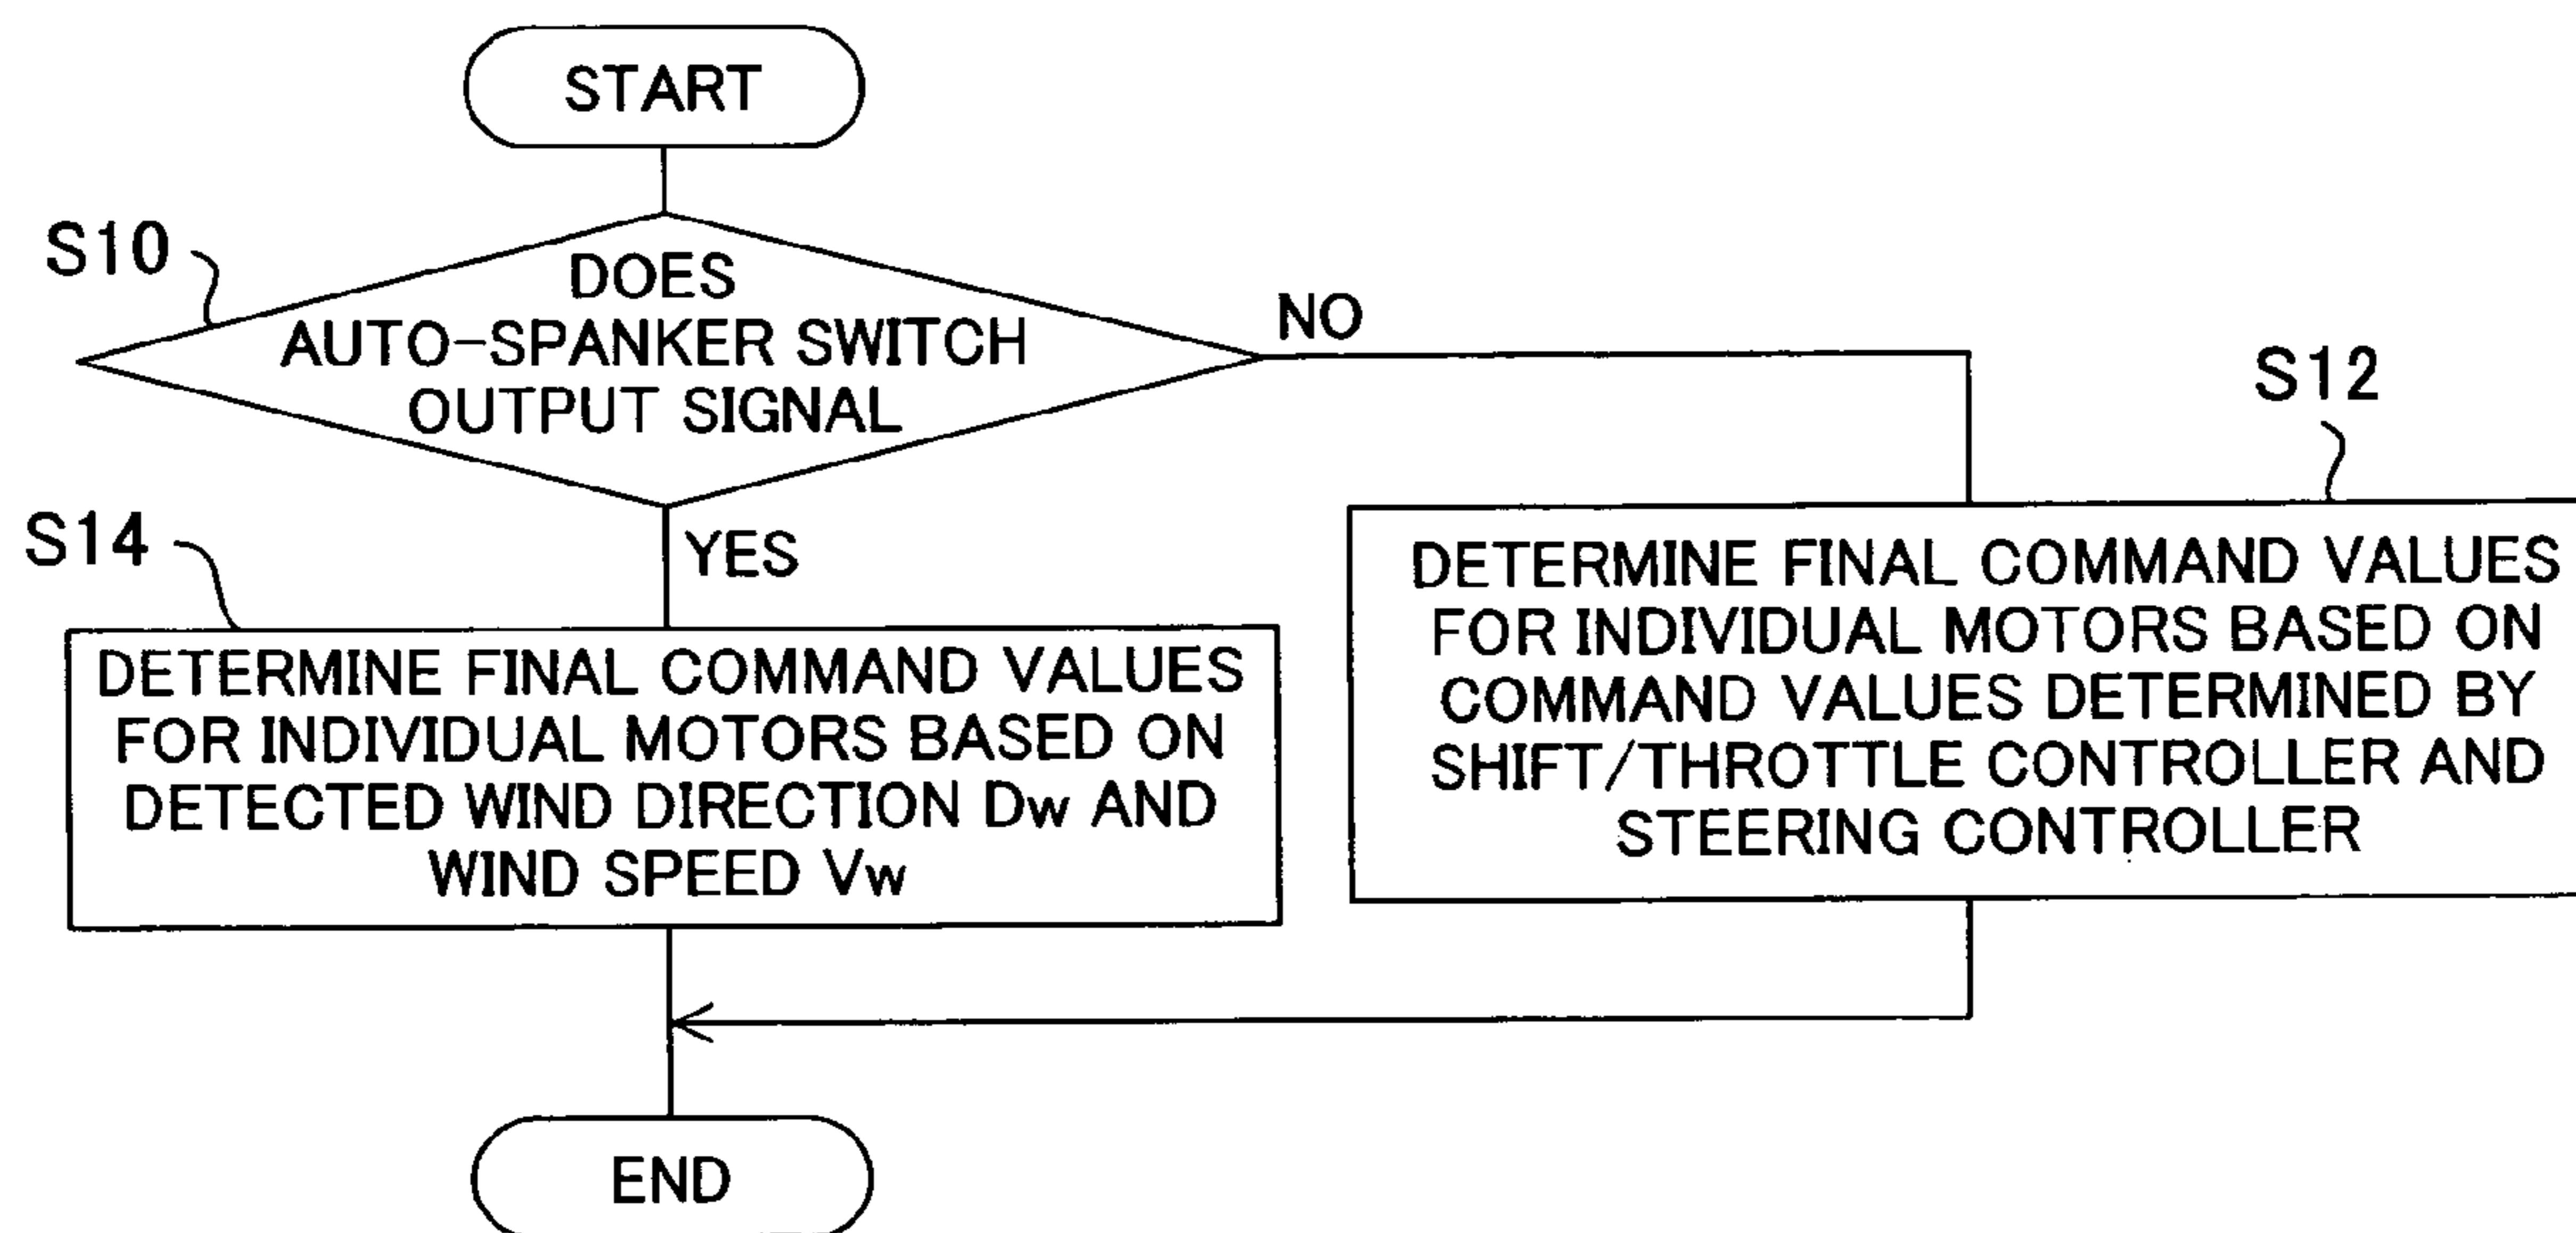 START
S10
DOES
AUTO-SPANKER SWITCH
OUTPUT SIGNAL
NO
S12
YES
S14
DETERMINE FINAL COMMAND VALUES
FOR INDIVIDUAL MOTORS BASED ON
DETECTED WIND DIRECTION Dw AND
WIND SPEED Vw
DETERMINE FINAL COMMAND VALUES
FOR INDIVIDUAL MOTORS BASED ON
COMMAND VALUES DETERMINED BY
SHIFT/THROTTLE CONTROLLER AND
STEERING CONTROLLER
END